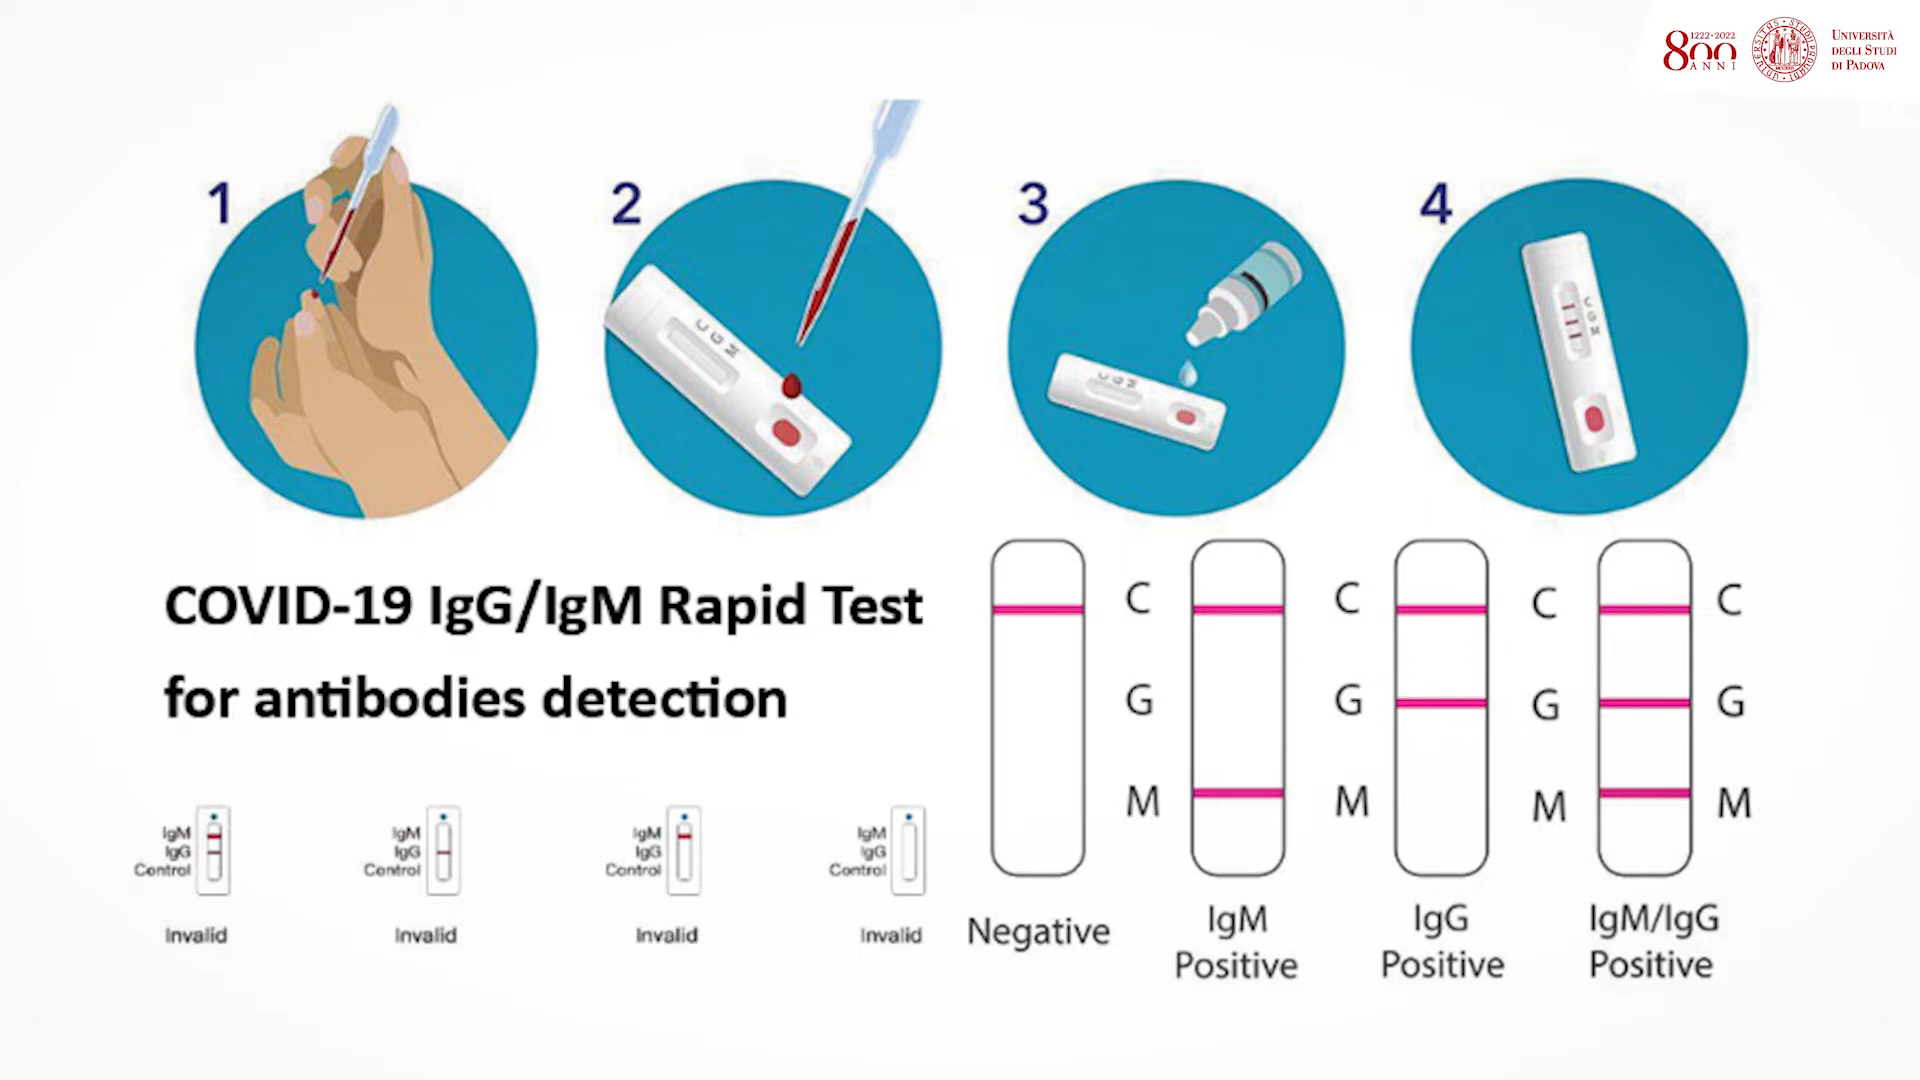 1222·2022
800
ANNI
UNIVERSITÀ
DEGLI STUDI
DI PADOVA
1
2
3
4
C G M
C G M
C G M
COVID-19 IgG/IgM Rapid Test
for antibodies detection
C
G
M
Negative
C
G
M
IgM
Positive
C
G
M
IgG
Positive
C
G
M
IgM/IgG
Positive
IgM
IgG
Control
Invalid
IgM
IgG
Control
Invalid
IgM
IgG
Control
Invalid
IgM
IgG
Control
Invalid